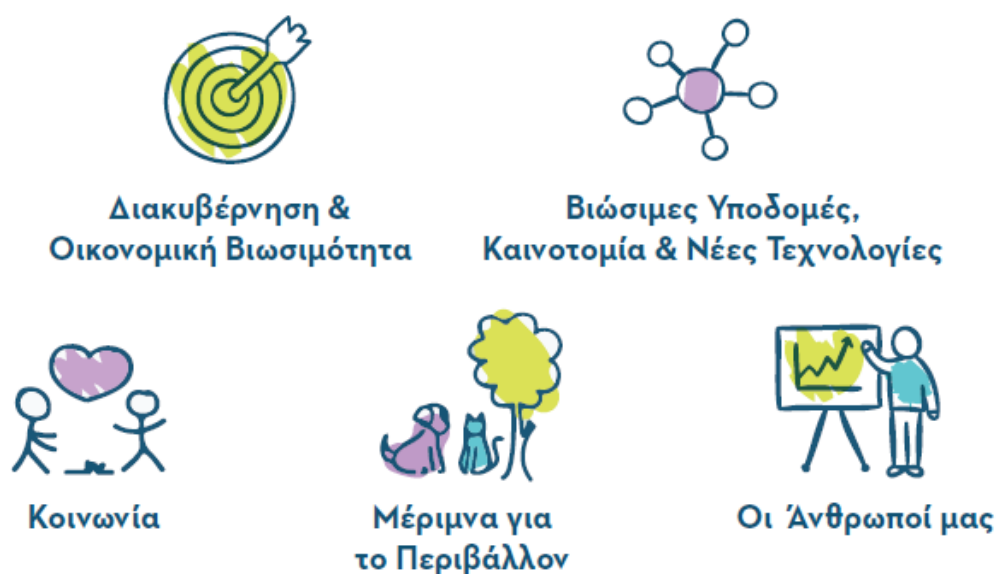 Διακυβέρνηση &
Οικονομική Βιωσιμότητα
Βιώσιμες Υποδομές,
Καινοτομία & Νέες Τεχνολογίες
Κοινωνία
Μέριμνα για
το Περιβάλλον
Οι Άνθρωποί μας